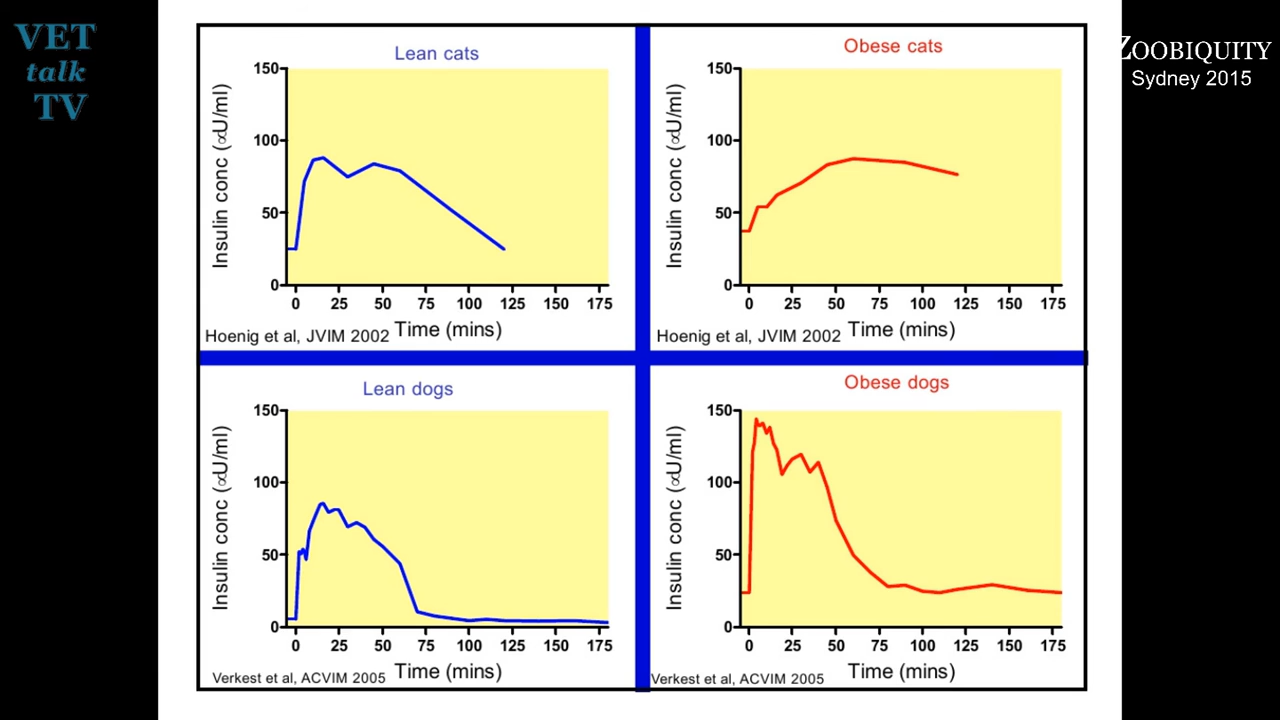 VET
talk
TV
ZOOBIQUITY
Sydney 2015
Lean cats
Insulin conc (∝U/ml)
150
100
50
0
0 25 50 75 100 125 150 175
Time (mins)
Hoenig et al, JVIM 2002
Obese cats
Insulin conc (∝U/ml)
150
100
50
0
0 25 50 75 100 125 150 175
Time (mins)
Hoenig et al, JVIM 2002
Lean dogs
Insulin conc (∝U/ml)
150
100
50
0
0 25 50 75 100 125 150 175
Time (mins)
Verkest et al, ACVIM 2005
Obese dogs
Insulin conc (∝U/ml)
150
100
50
0
0 25 50 75 100 125 150 175
Time (mins)
Verkest et al, ACVIM 2005